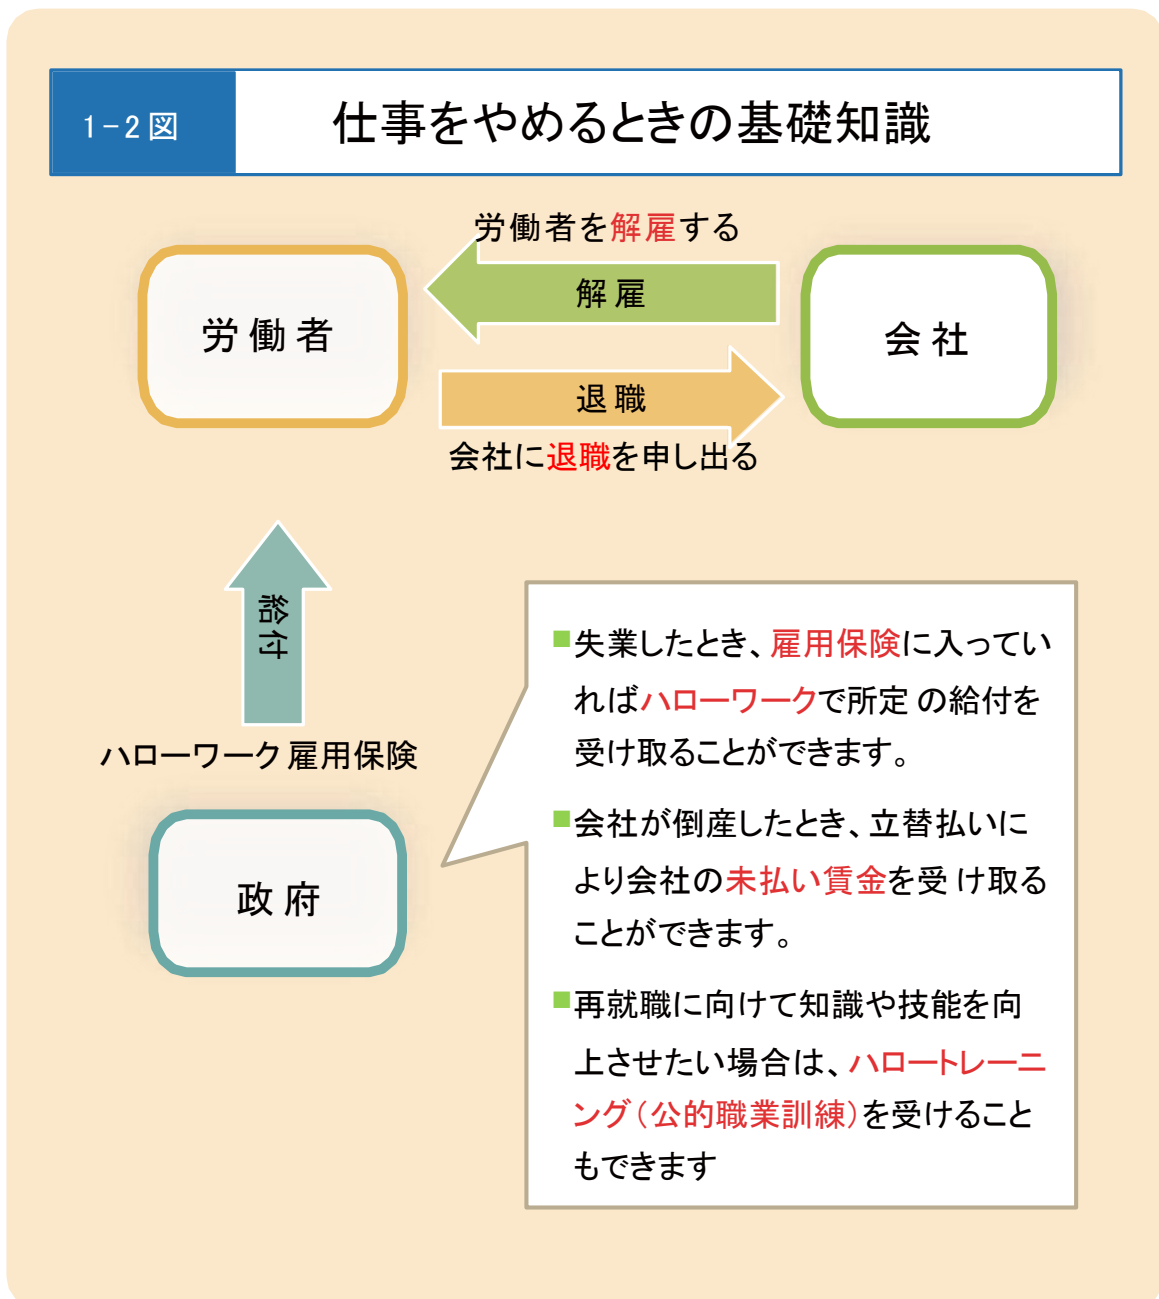 1-2図
仕事をやめるときの基礎知識
労働者を解雇する
解雇
労働者
会社
退職
会社に退職を申し出る
給付
ハローワーク雇用保険
政府
■失業したとき、雇用保険に入ってい
ればハローワークで所定の給付を
受け取ることができます。
■会社が倒産したとき、立替払いに
より会社の未払い賃金を受け取る
ことができます。
■再就職に向けて知識や技能を向
上させたい場合は、ハロートレーニ
ング(公的職業訓練)を受けること
もできます